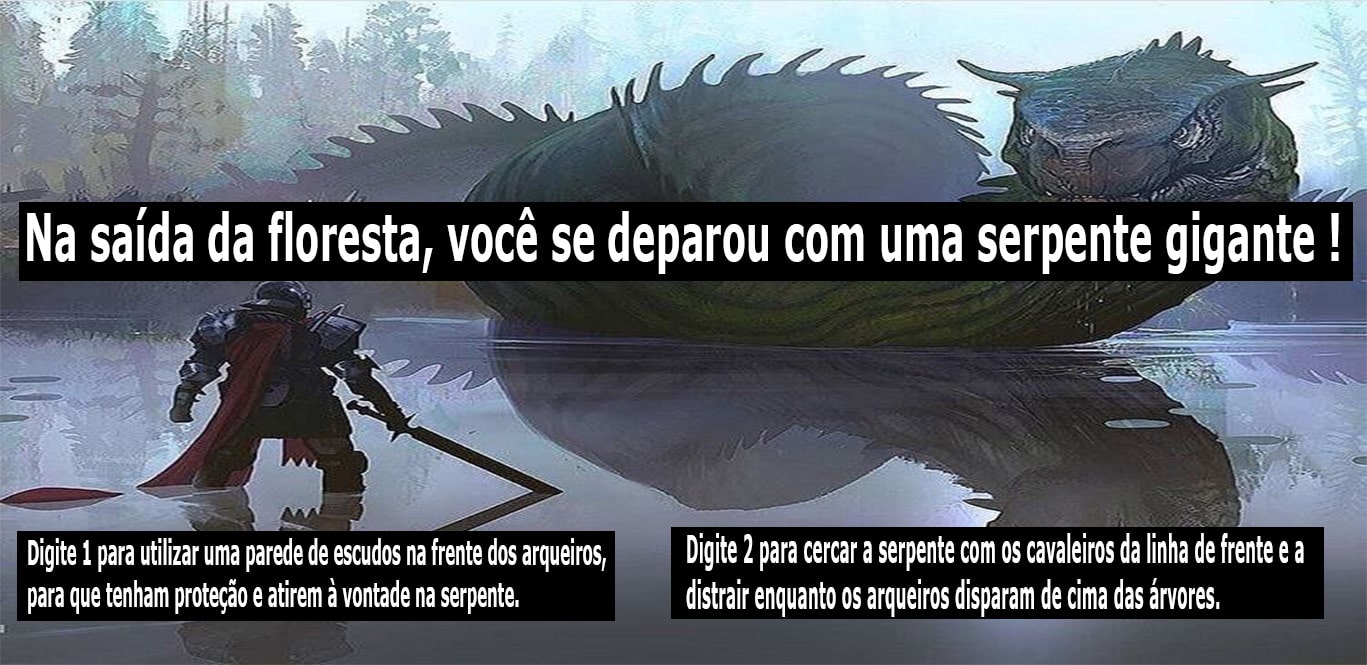 Na saída da floresta, você se deparou com uma serpente gigante !
Digite 1 para utilizar uma parede de escudos na frente dos arqueiros,
para que tenham proteção e atirem à vontade na serpente.
Digite 2 para cercar a serpente com os cavaleiros da linha de frente e a
distrair enquanto os arqueiros disparam de cima das árvores.